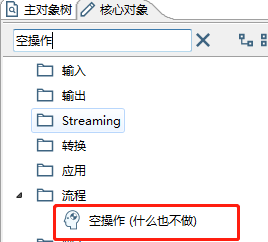 主对象树 核心对象
空操作
输入
输出
Streaming
转换
应用
流程
空操作 (什么也不做)